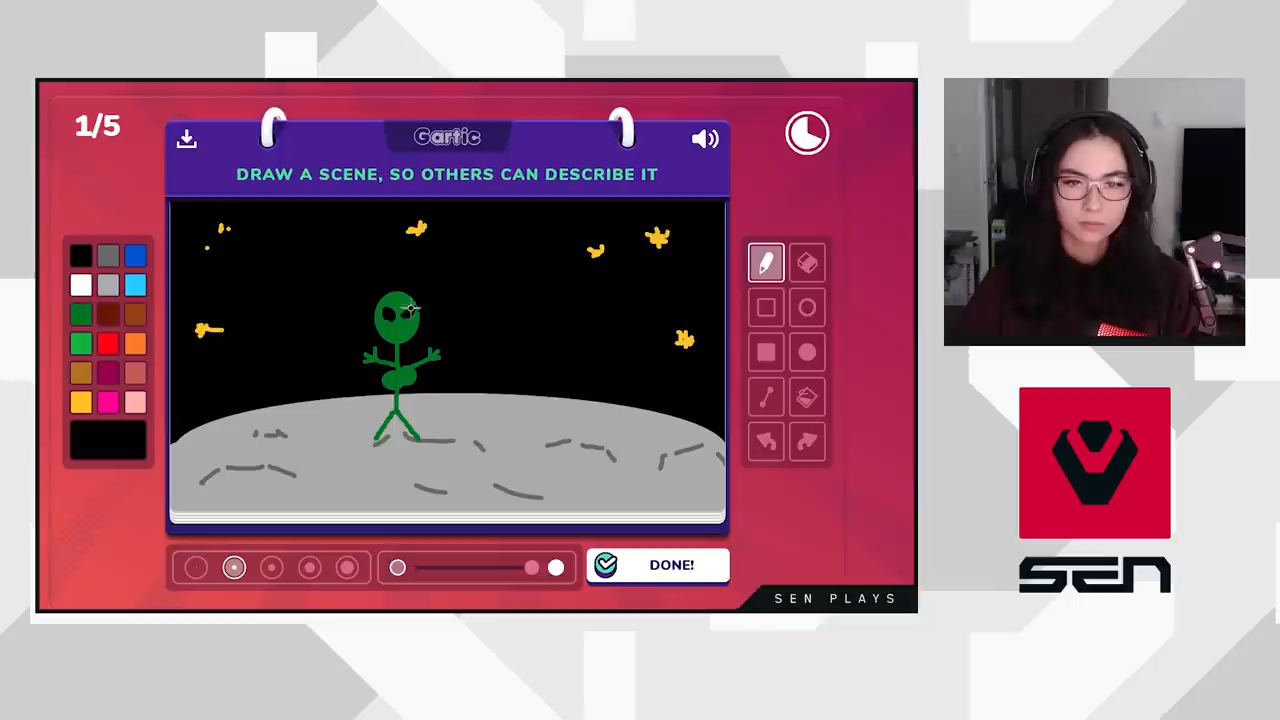 1/5
Gartic
DRAW A SCENE, SO OTHERS CAN DESCRIBE IT
DONE!
SEN PLAYS
SEN